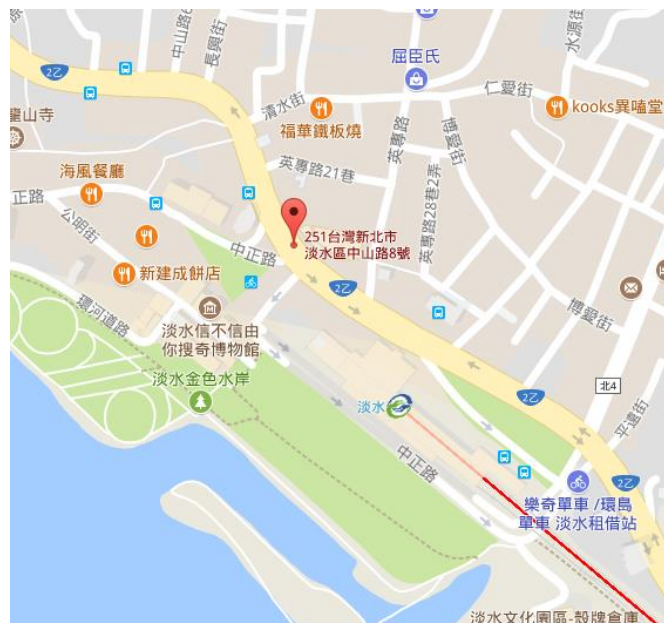 中山路
長興街
屈臣氏
水源街
2乙
清水街
仁愛街
kooks異嗑堂
龍山寺
福華鐵板燒
英專路
博愛街
英專路21巷
海風餐廳
正路
公明街
251台灣新北市
淡水區中山路8號
英專路28巷2弄
中正路
新建成餅店
2乙
環河道路
博愛街
淡水信不信由
你搜奇博物館
淡水金色水岸
北4
2乙
淡水
平遠街
中正路
2乙
樂奇單車 /環島
單車 淡水租借站
淡水文化園區-殼牌倉庫